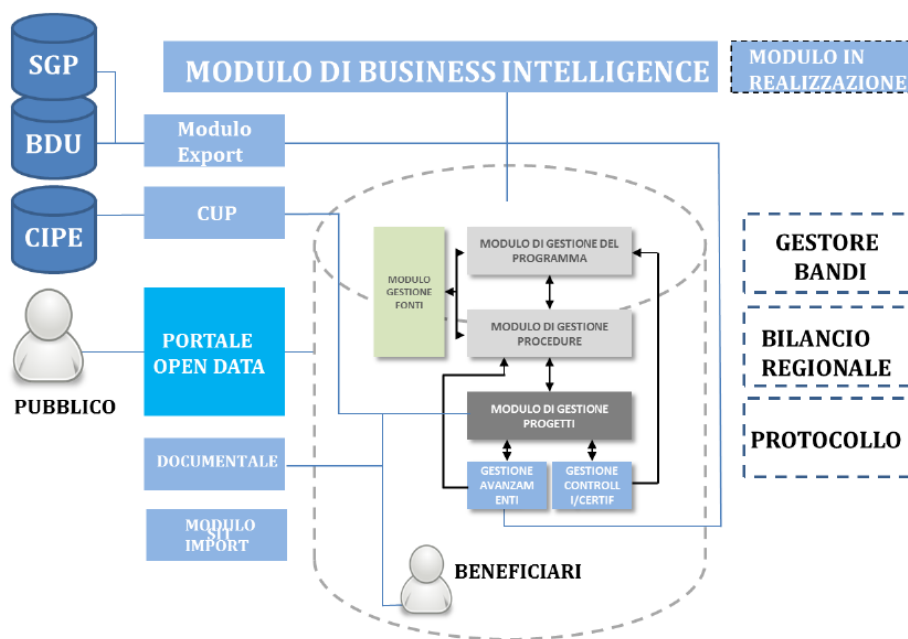 SGP
BDU
CIPE
MODULO DI BUSINESS INTELLIGENCE
MODULO IN
REALIZZAZIONE
Modulo
Export
CUP
PORTALE
OPEN DATA
PUBBLICO
DOCUMENTALE
MODULO
SIT
IMPORT
MODULO
GESTIONE
FONTI
MODULO DI GESTIONE DEL
PROGRAMMA
MODULO DI GESTIONE
PROCEDURE
MODULO DI GESTIONE
PROGETTI
GESTIONE
AVANZAM
ENTI
GESTIONE
CONTROLL
I/CERTIF
BENEFICIARI
GESTORE
BANDI
BILANCIO
REGIONALE
PROTOCOLLO